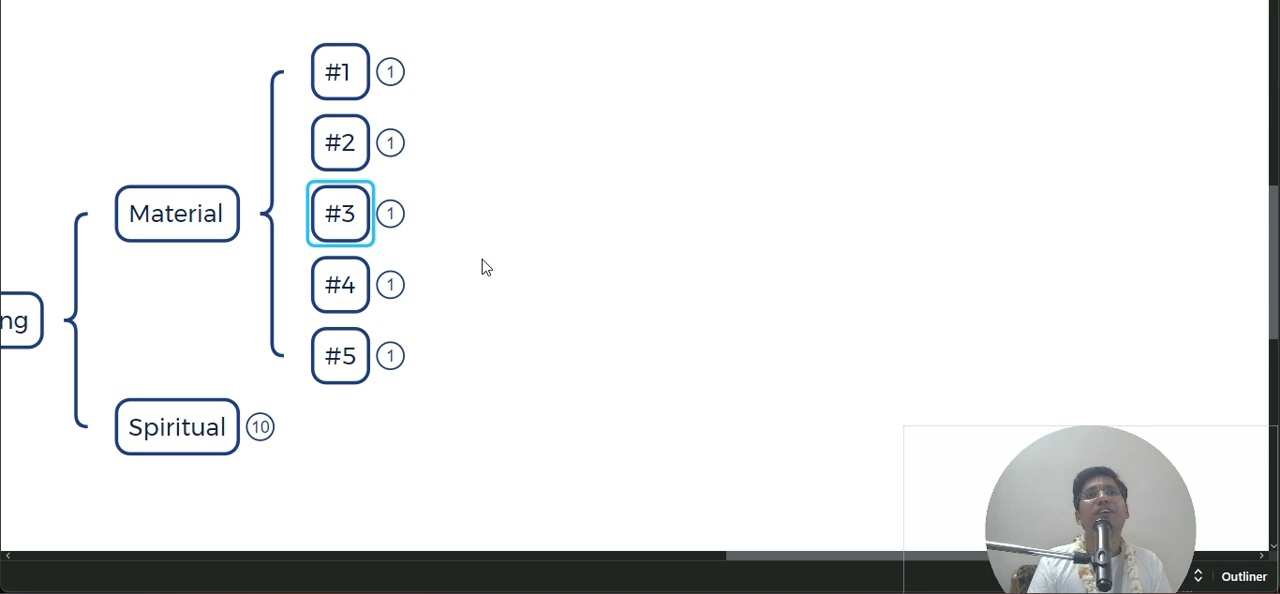 #1 1
#2 1
Material #3 1
#4 1
ng
#5 1
Spiritual 10
Outliner